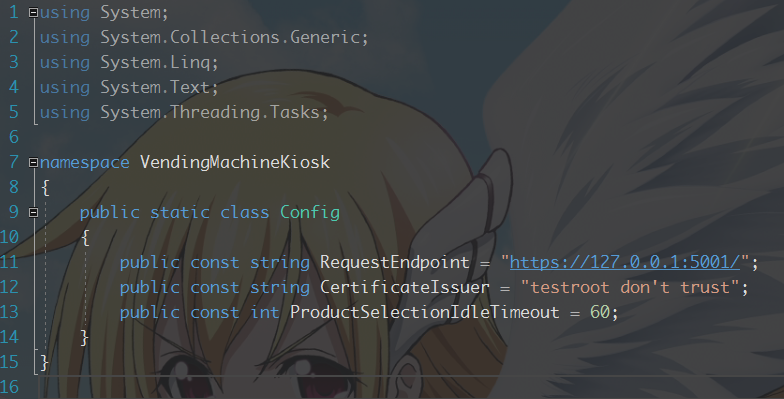 1 using System;
2 using System.Collections.Generic;
3 using System.Linq;
4 using System.Text;
5 using System.Threading.Tasks;
6
7 namespace VendingMachineKiosk
8 {
9     public static class Config
10     {
11         public const string RequestEndpoint = "https://127.0.0.1:5001/";
12         public const string CertificateIssuer = "testroot don't trust";
13         public const int ProductSelectionIdleTimeout = 60;
14     }
15 }
16